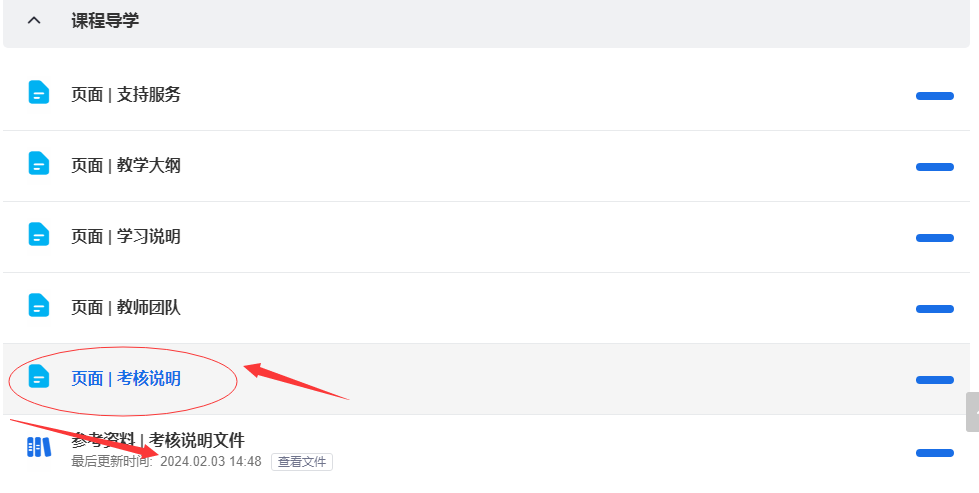 课程导学
页面 | 支持服务
页面 | 教学大纲
页面 | 学习说明
页面 | 教师团队
页面 | 考核说明
参考资料 | 考核说明文件
最后更新时间: 2024.02.03 14:48 查看文件